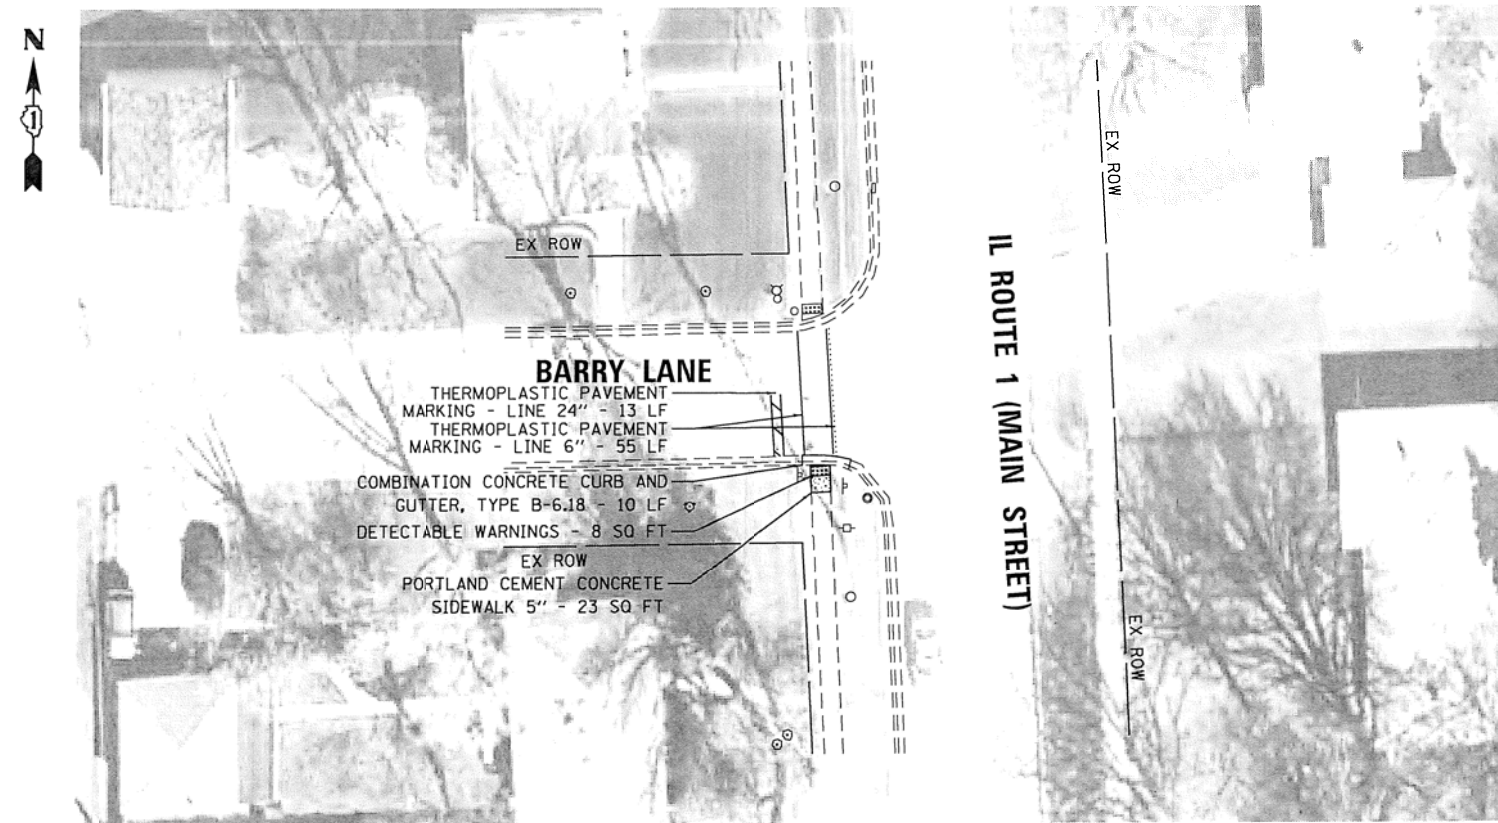 N
1
EX ROW
EX ROW
IL ROUTE 1 (MAIN STREET)
BARRY LANE
THERMOPLASTIC PAVEMENT
MARKING - LINE 24" - 13 LF
THERMOPLASTIC PAVEMENT
MARKING - LINE 6" - 55 LF
COMBINATION CONCRETE CURB AND
GUTTER, TYPE B-6.18 - 10 LF
DETECTABLE WARNINGS - 8 SQ FT
EX ROW
PORTLAND CEMENT CONCRETE
SIDEWALK 5" - 23 SQ FT
EX ROW